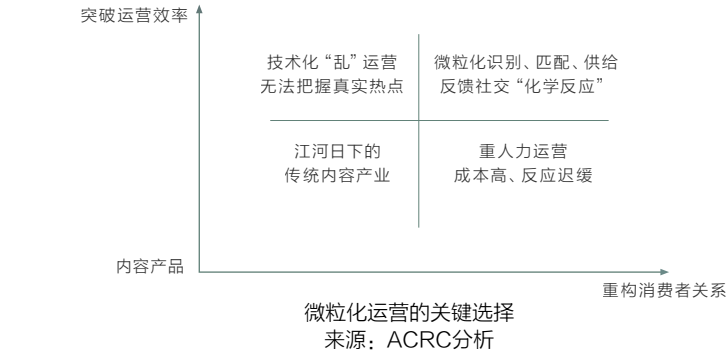 突破运营效率
技术化“乱”运营
无法把握真实热点
微粒化识别、匹配、供给
反馈社交“化学反应”
江河日下的
传统内容产业
重人力运营
成本高、反应迟缓
内容产品
重构消费者关系
微粒化运营的关键选择
来源：ACRC分析